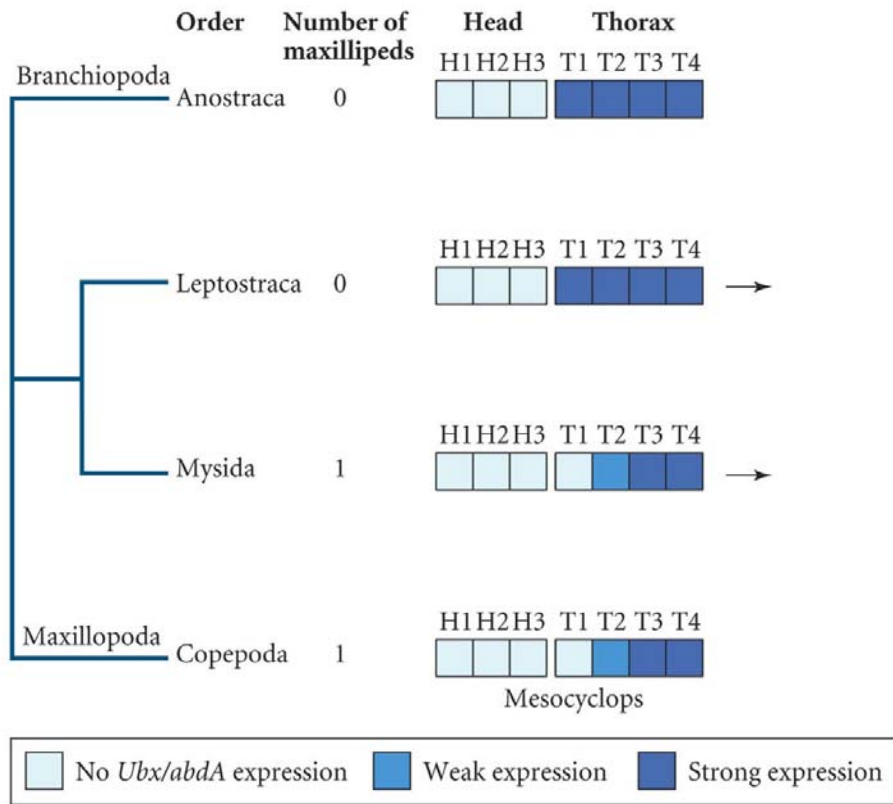 Order Number of maxillipeds Head Thorax
Branchiopoda
H1 H2 H3 T1 T2 T3 T4
Anostraca 0
H1 H2 H3 T1 T2 T3 T4
Leptostraca 0
H1 H2 H3 T1 T2 T3 T4
Mysida 1
H1 H2 H3 T1 T2 T3 T4
Maxillopoda
Copepoda 1
Mesocyclops
No Ubx/abdA expression Weak expression Strong expression